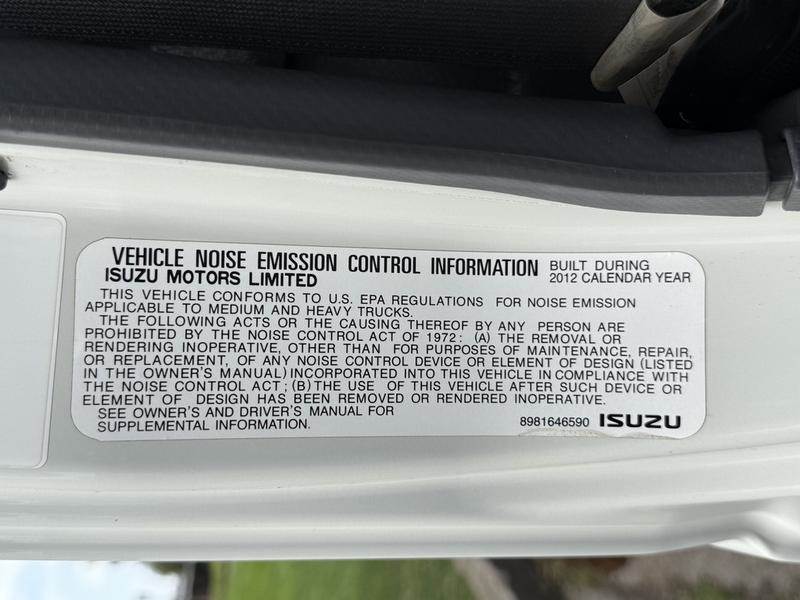 VEHICLE NOISE EMISSION CONTROL INFORMATION BUILT DURING
ISUZU MOTORS LIMITED 2012 CALENDAR YEAR
THIS VEHICLE CONFORMS TO U.S. EPA REGULATIONS FOR NOISE EMISSION
APPLICABLE TO MEDIUM AND HEAVY TRUCKS.
THE FOLLOWING ACTS OR THE CAUSING THEREOF BY ANY PERSON ARE
PROHIBITED BY THE NOISE CONTROL ACT OF 1972: (A) THE REMOVAL OR
RENDERING INOPERATIVE, OTHER THAN FOR PURPOSES OF MAINTENANCE, REPAIR,
OR REPLACEMENT, OF ANY NOISE CONTROL DEVICE OR ELEMENT OF DESIGN (LISTED
IN THE OWNER'S MANUAL) INCORPORATED INTO THIS VEHICLE IN COMPLIANCE WITH
THE NOISE CONTROL ACT; (B) THE USE OF THIS VEHICLE AFTER SUCH DEVICE OR
ELEMENT OF DESIGN HAS BEEN REMOVED OR RENDERED INOPERATIVE.
SEE OWNER'S AND DRIVER'S MANUAL FOR
SUPPLEMENTAL INFORMATION. 8981646590 ISUZU